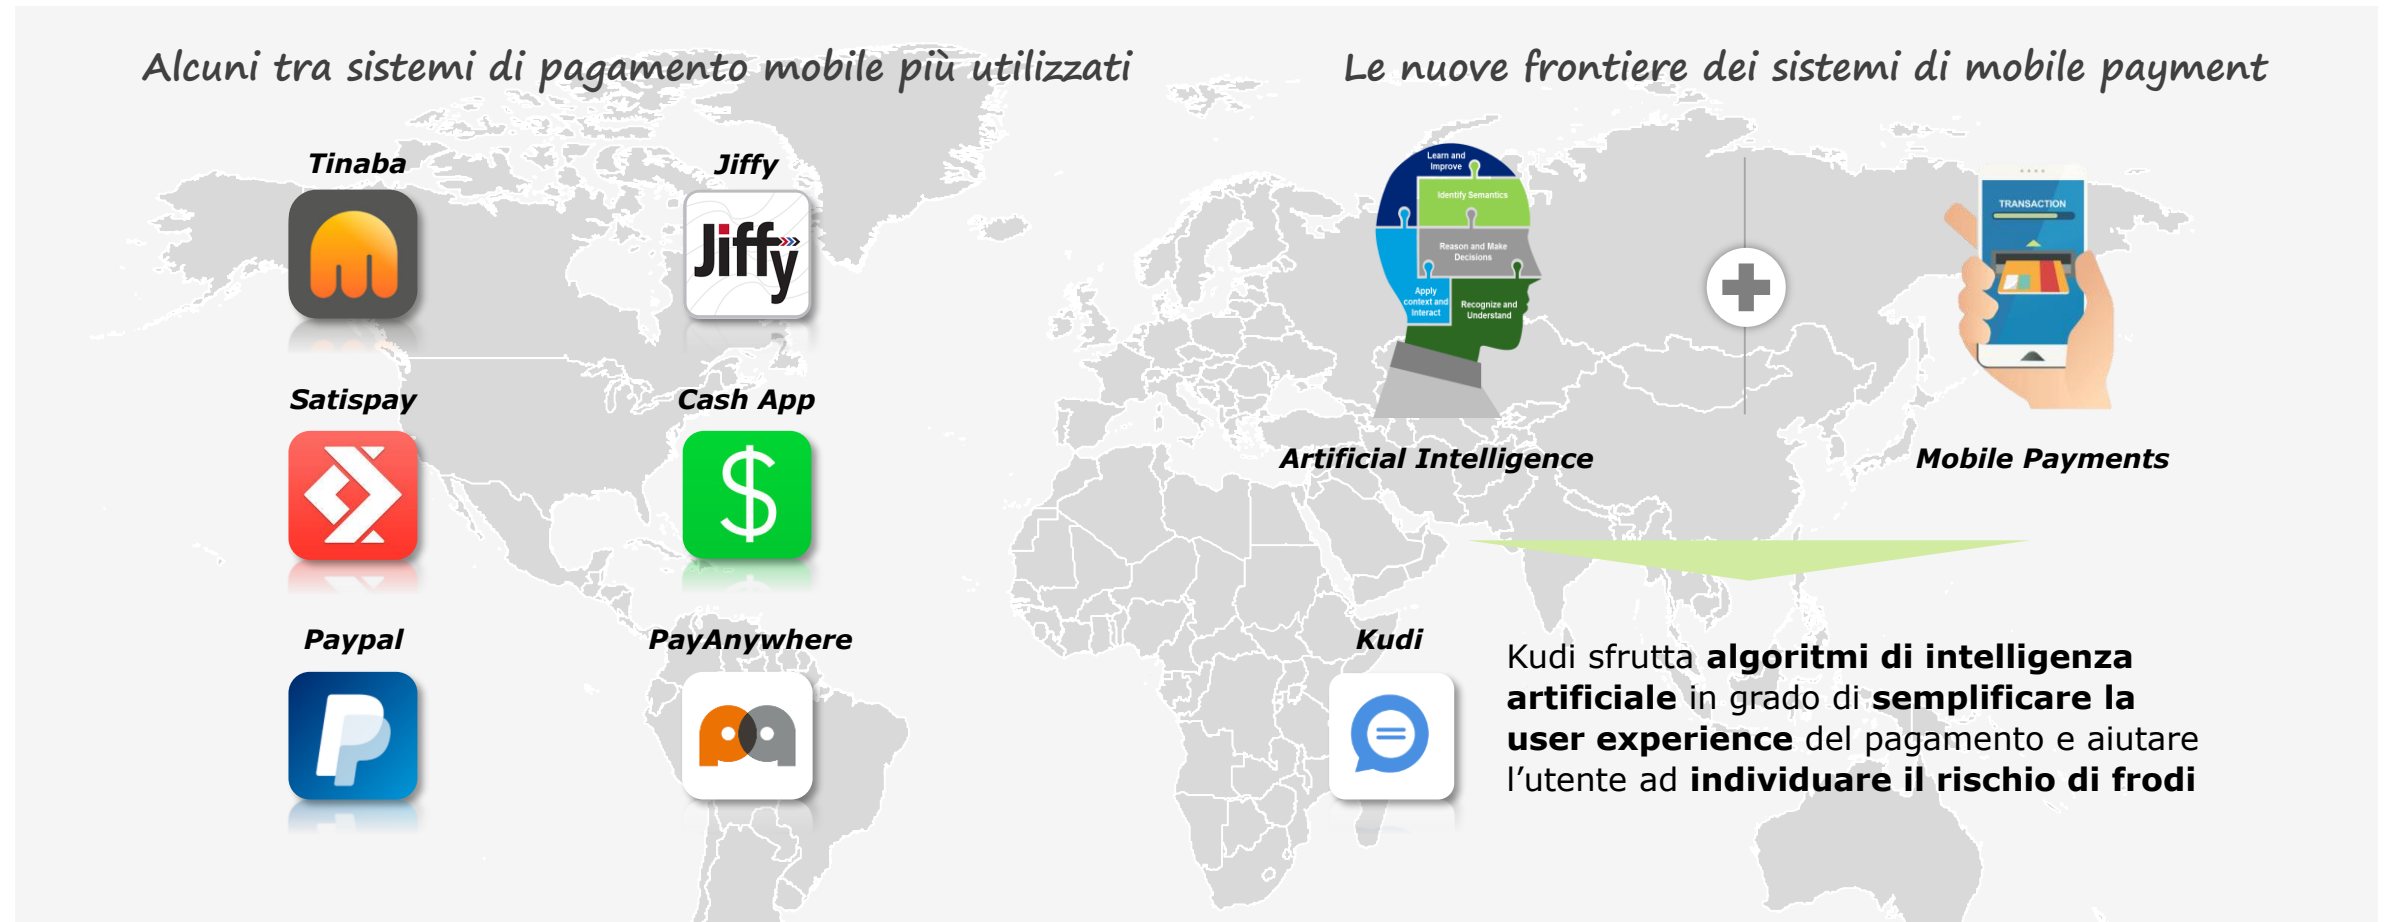 Alcuni tra sistemi di pagamento mobile più utilizzati
Tinaba
Jiffy
Jiffy
Satispay
Cash App
$
Paypal
PayAnywhere
Le nuove frontiere dei sistemi di mobile payment
Learn and
Improve
Identify Semantics
Reason and Make
Decisions
Apply
context and
Interact
Recognize and
Understand
TRANSACTION
Artificial Intelligence
Mobile Payments
Kudi
Kudi sfrutta algoritmi di intelligenza
artificiale in grado di semplificare la
user experience del pagamento e aiutare
l’utente ad individuare il rischio di frodi